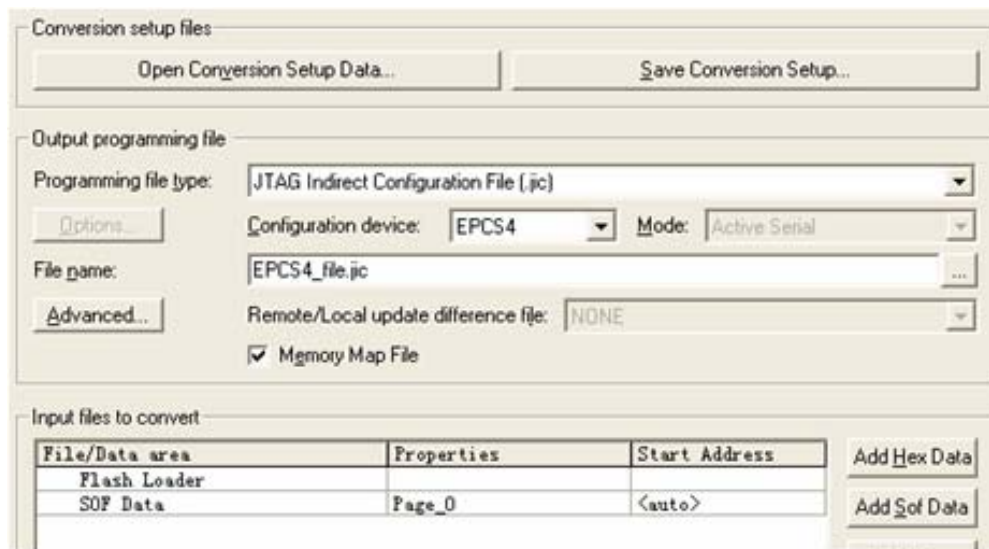 Conversion setup files
Open Conversion Setup Data...
Save Conversion Setup...
Output programming file
Programming file type:
JTAG Indirect Configuration File (.jic)
Options...
Configuration device:
EPCS4
Mode:
Active Serial
File name:
EPCS4_file.jic
...
Advanced...
Remote/Local update difference file:
NONE
Memory Map File
Input files to convert
File/Data area
Properties
Start Address
Add Hex Data
Flash Loader
SOF Data
Page_0
<auto>
Add Sof Data